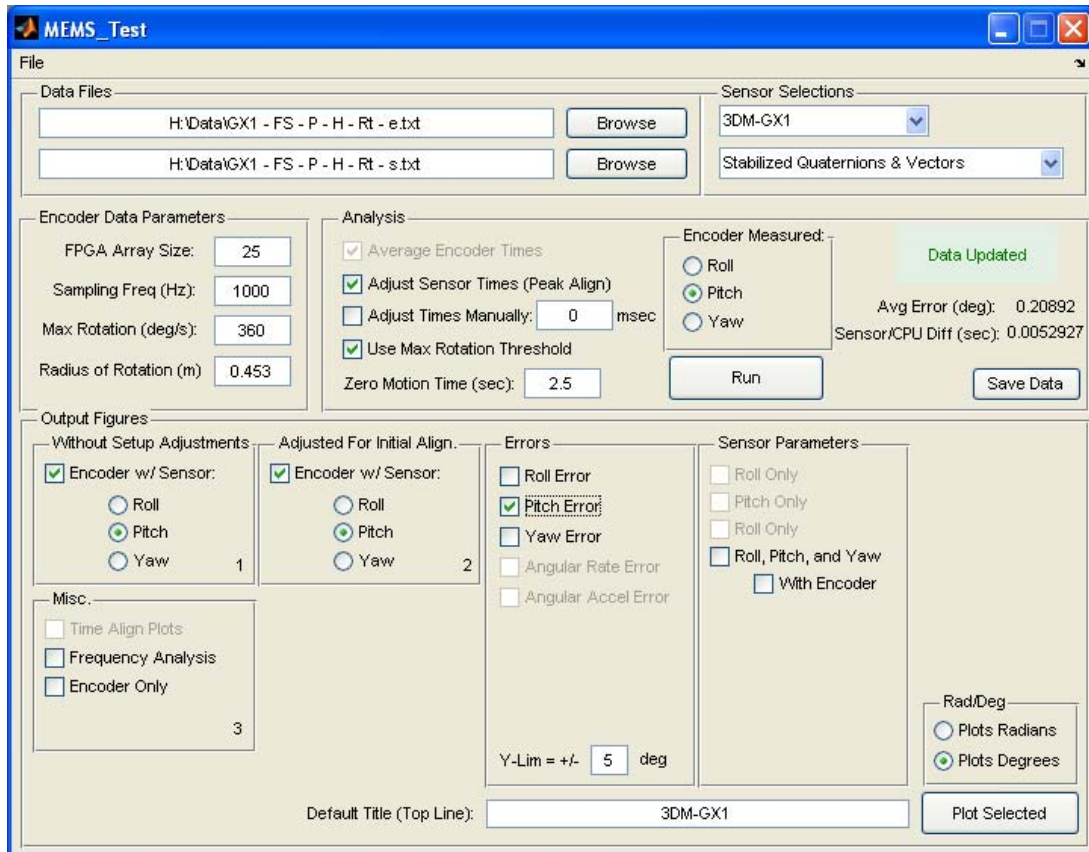 MEMS_Test
File
Data Files
H:\Data\GX1 - FS - P - H - Rt - e.txt
Browse
H:\Data\GX1 - FS - P - H - Rt - s.txt
Browse
Sensor Selections
3DM-GX1
Stabilized Quaternions & Vectors
Encoder Data Parameters
FPGA Array Size: 25
Sampling Freq (Hz): 1000
Max Rotation (deg/s): 360
Radius of Rotation (m) 0.453
Analysis
Average Encoder Times
Adjust Sensor Times (Peak Align)
Adjust Times Manually: 0 msec
Use Max Rotation Threshold
Zero Motion Time (sec): 2.5
Encoder Measured:
Roll
Pitch
Yaw
Run
Data Updated
Avg Error (deg): 0.20892
Sensor/CPU Diff (sec): 0.0052927
Save Data
Output Figures
Without Setup Adjustments
Encoder w/ Sensor:
Roll
Pitch
Yaw
1
Adjusted For Initial Align.
Encoder w/ Sensor:
Roll
Pitch
Yaw
2
Misc.
Time Align Plots
Frequency Analysis
Encoder Only
3
Errors
Roll Error
Pitch Error
Yaw Error
Angular Rate Error
Angular Accel Error
Y-Lim = +/- 5 deg
Sensor Parameters
Roll Only
Pitch Only
Roll Only
Roll, Pitch, and Yaw
With Encoder
Rad/Deg
Plots Radians
Plots Degrees
Default Title (Top Line): 3DM-GX1
Plot Selected